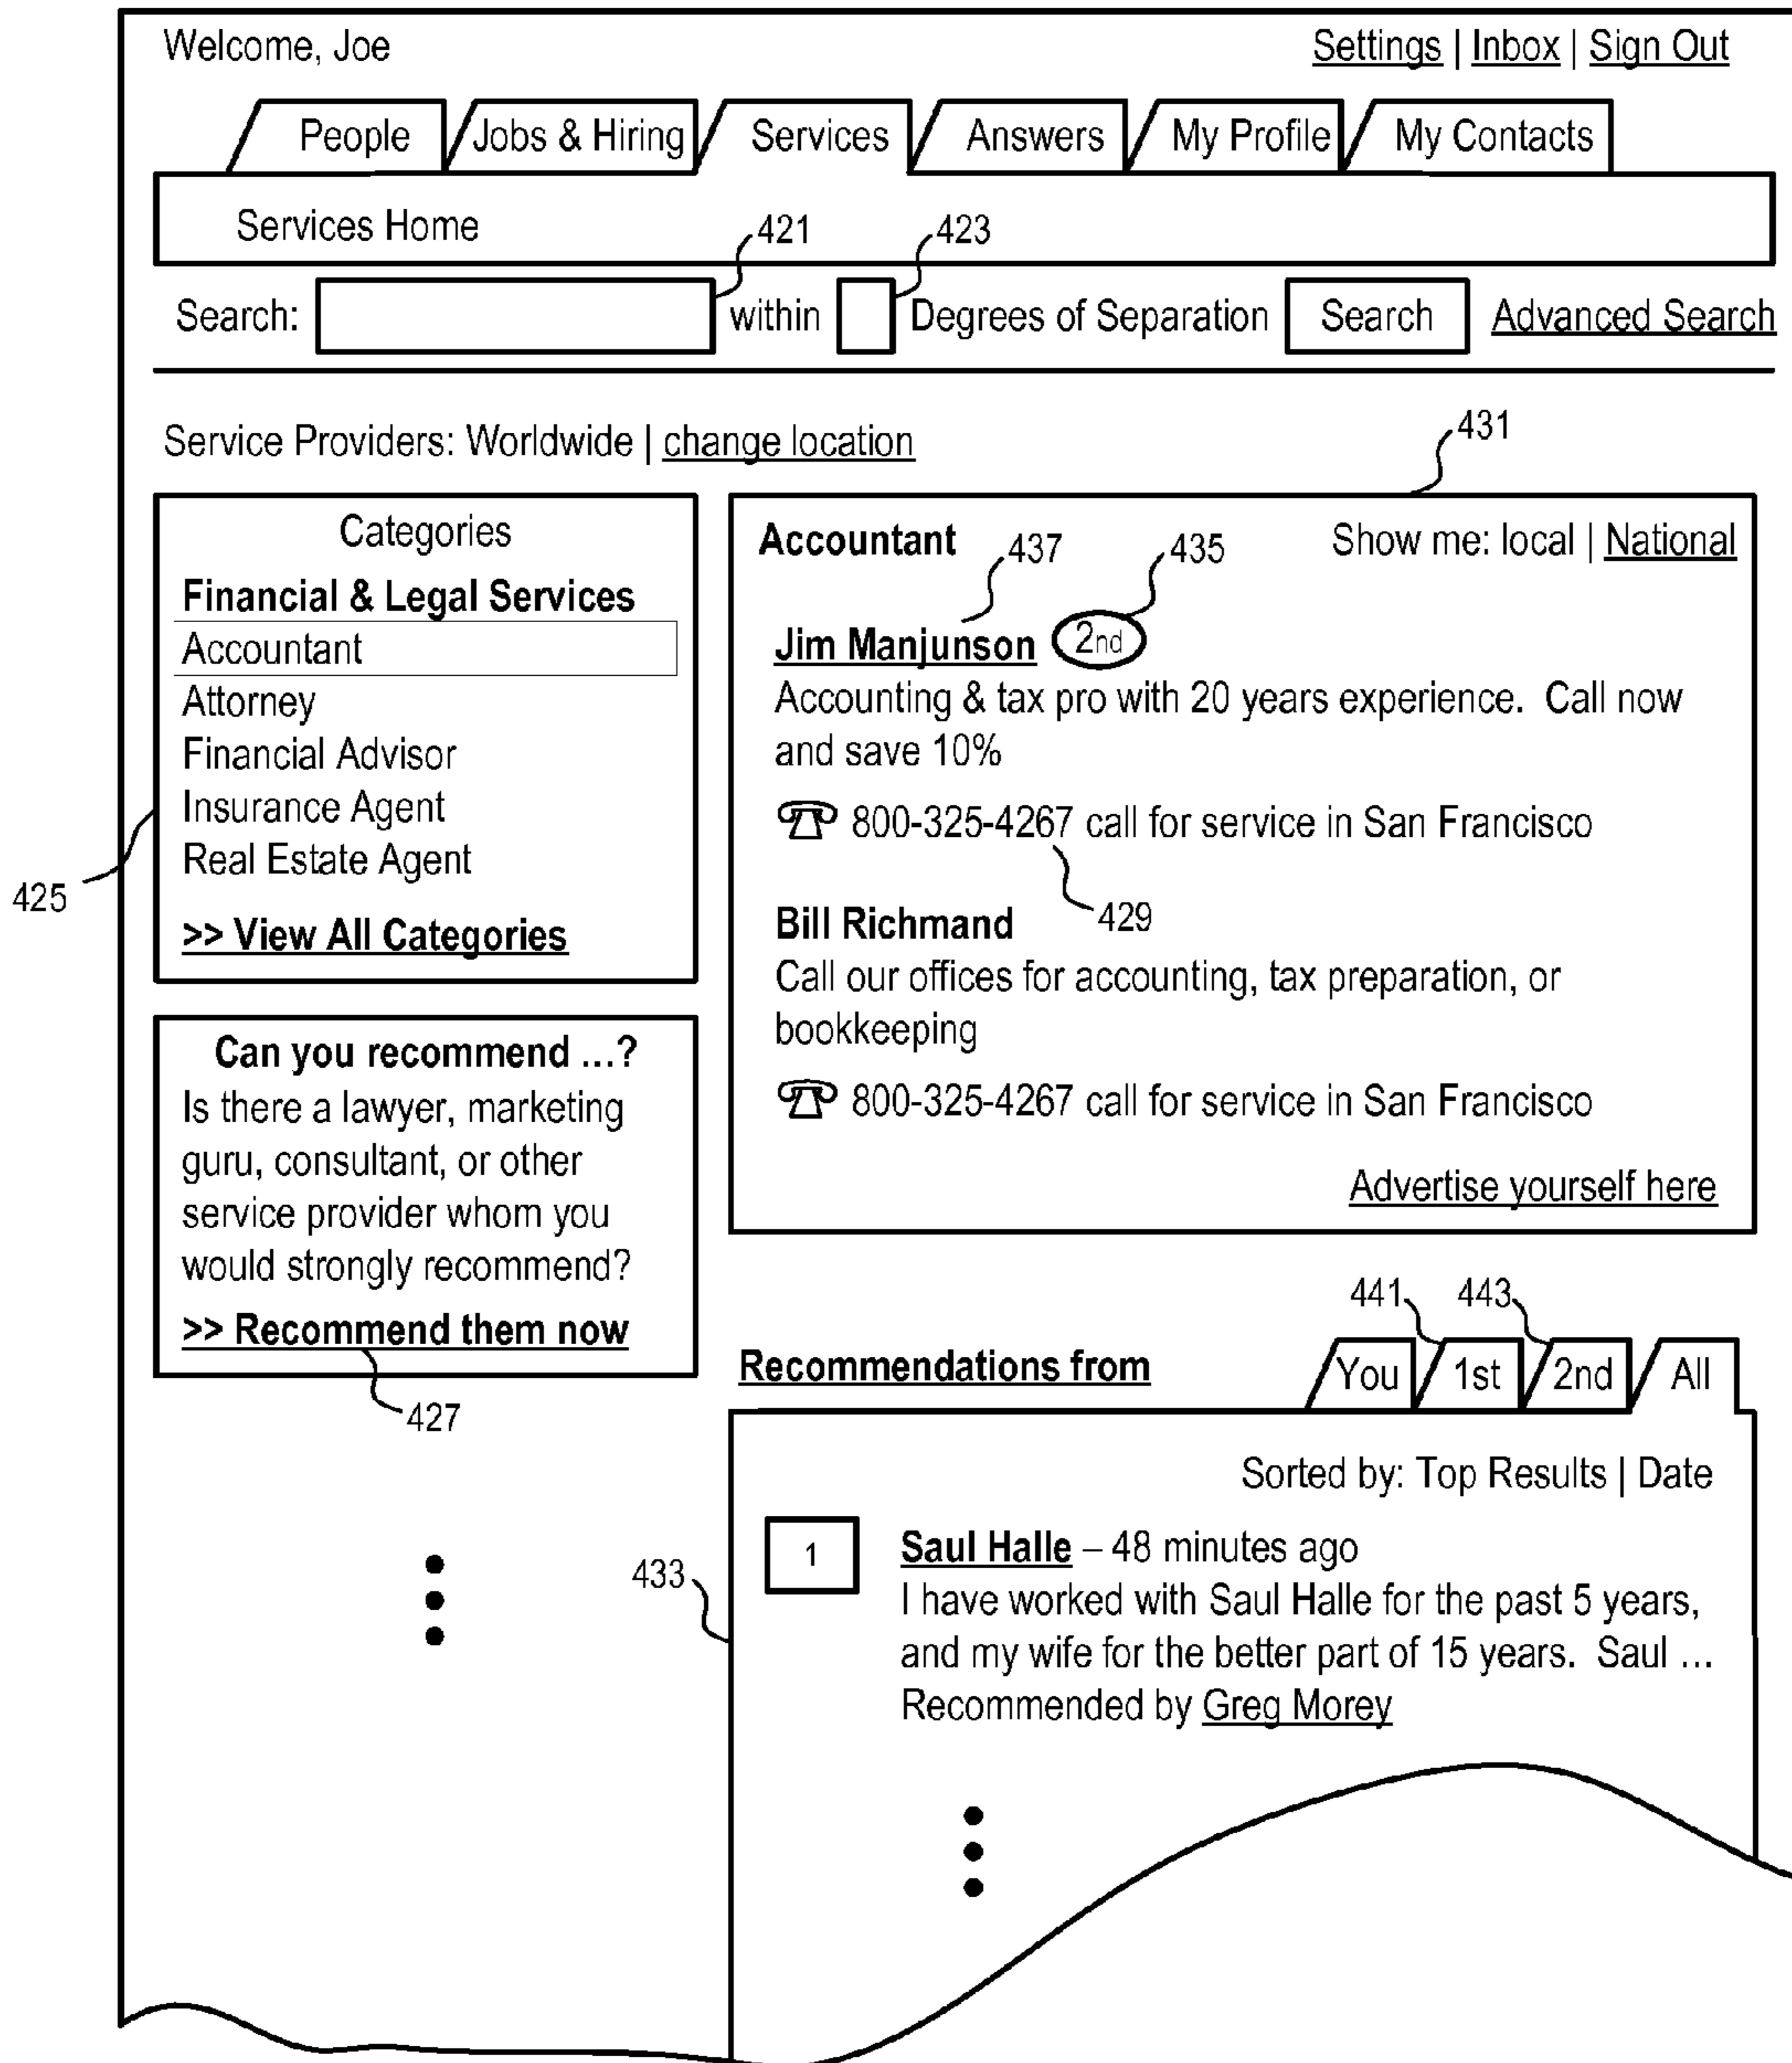 Welcome, Joe
Settings | Inbox | Sign Out
People
Jobs & Hiring
Services
Answers
My Profile
My Contacts
Services Home
421
423
Search:
within
Degrees of Separation
Search
Advanced Search
Service Providers: Worldwide | change location
431
Categories
Financial & Legal Services
Accountant
Attorney
Financial Advisor
Insurance Agent
Real Estate Agent
>> View All Categories
425
Accountant
437
435
Show me: local | National
Jim Manjunson
2nd
Accounting & tax pro with 20 years experience. Call now
and save 10%
800-325-4267 call for service in San Francisco
429
Bill Richmand
Call our offices for accounting, tax preparation, or
bookkeeping
800-325-4267 call for service in San Francisco
Advertise yourself here
Can you recommend ...?
Is there a lawyer, marketing
guru, consultant, or other
service provider whom you
would strongly recommend?
>> Recommend them now
427
441
443
Recommendations from
You
1st
2nd
All
Sorted by: Top Results | Date
433
1
Saul Halle – 48 minutes ago
I have worked with Saul Halle for the past 5 years,
and my wife for the better part of 15 years. Saul ...
Recommended by Greg Morey